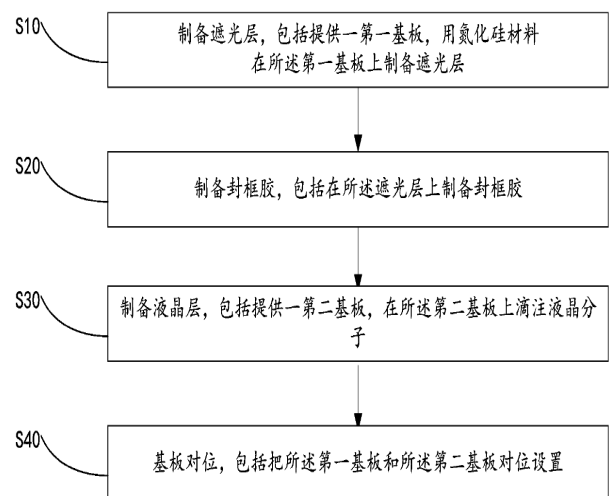 S10
制备遮光层，包括提供一第一基板，用氮化硅材料
在所述第一基板上制备遮光层
S20
制备封框胶，包括在所述遮光层上制备封框胶
S30
制备液晶层，包括提供一第二基板，在所述第二基板上滴注液晶分
子
S40
基板对位，包括把所述第一基板和所述第二基板对位设置